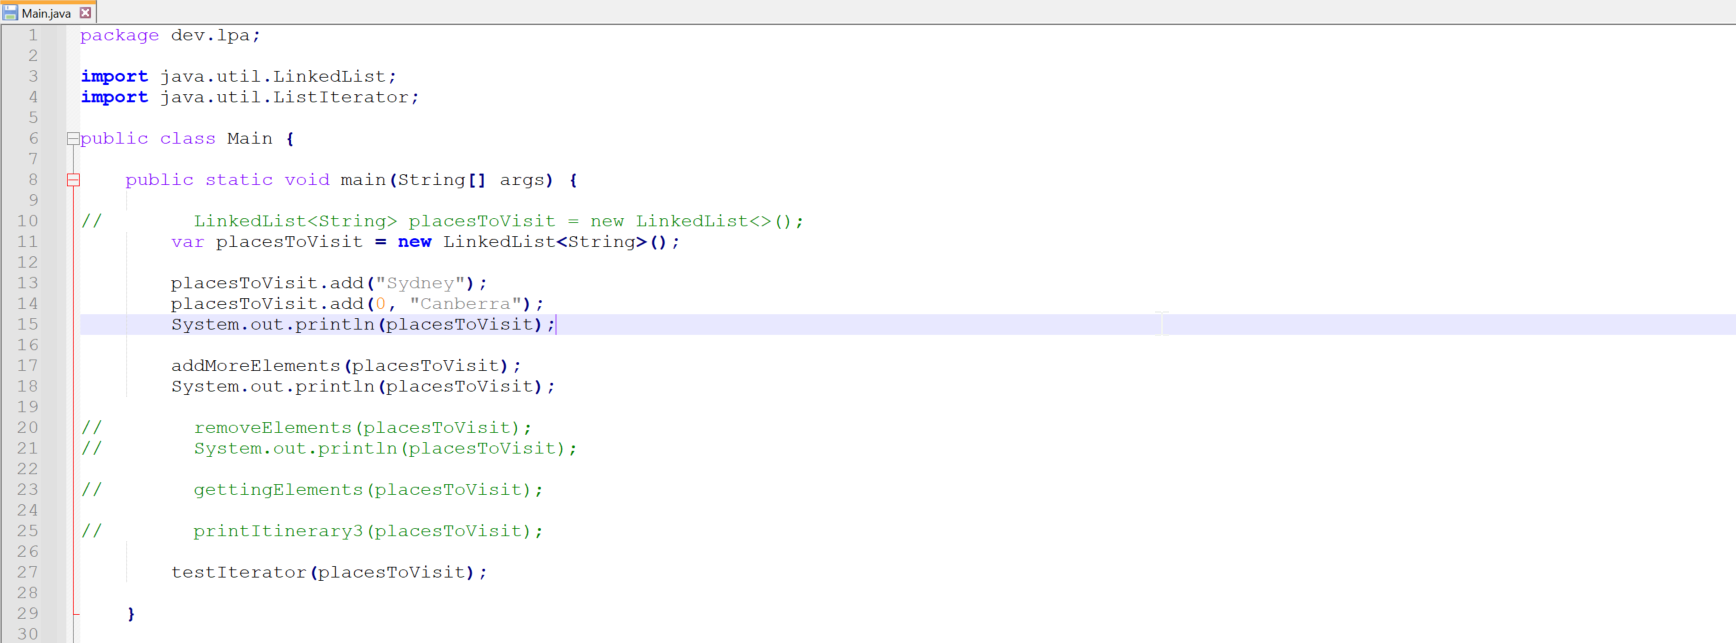 Main.java
1 package dev.lpa;
2
3 import java.util.LinkedList;
4 import java.util.ListIterator;
5
6 public class Main {
7
8     public static void main(String[] args) {
9
10 //        LinkedList<String> placesToVisit = new LinkedList<>();
11         var placesToVisit = new LinkedList<String>();
12
13         placesToVisit.add("Sydney");
14         placesToVisit.add(0, "Canberra");
15         System.out.println(placesToVisit);
16
17         addMoreElements(placesToVisit);
18         System.out.println(placesToVisit);
19
20 //        removeElements(placesToVisit);
21 //        System.out.println(placesToVisit);
22
23 //        gettingElements(placesToVisit);
24
25 //        printItinerary3(placesToVisit);
26
27         testIterator(placesToVisit);
28
29     }
30